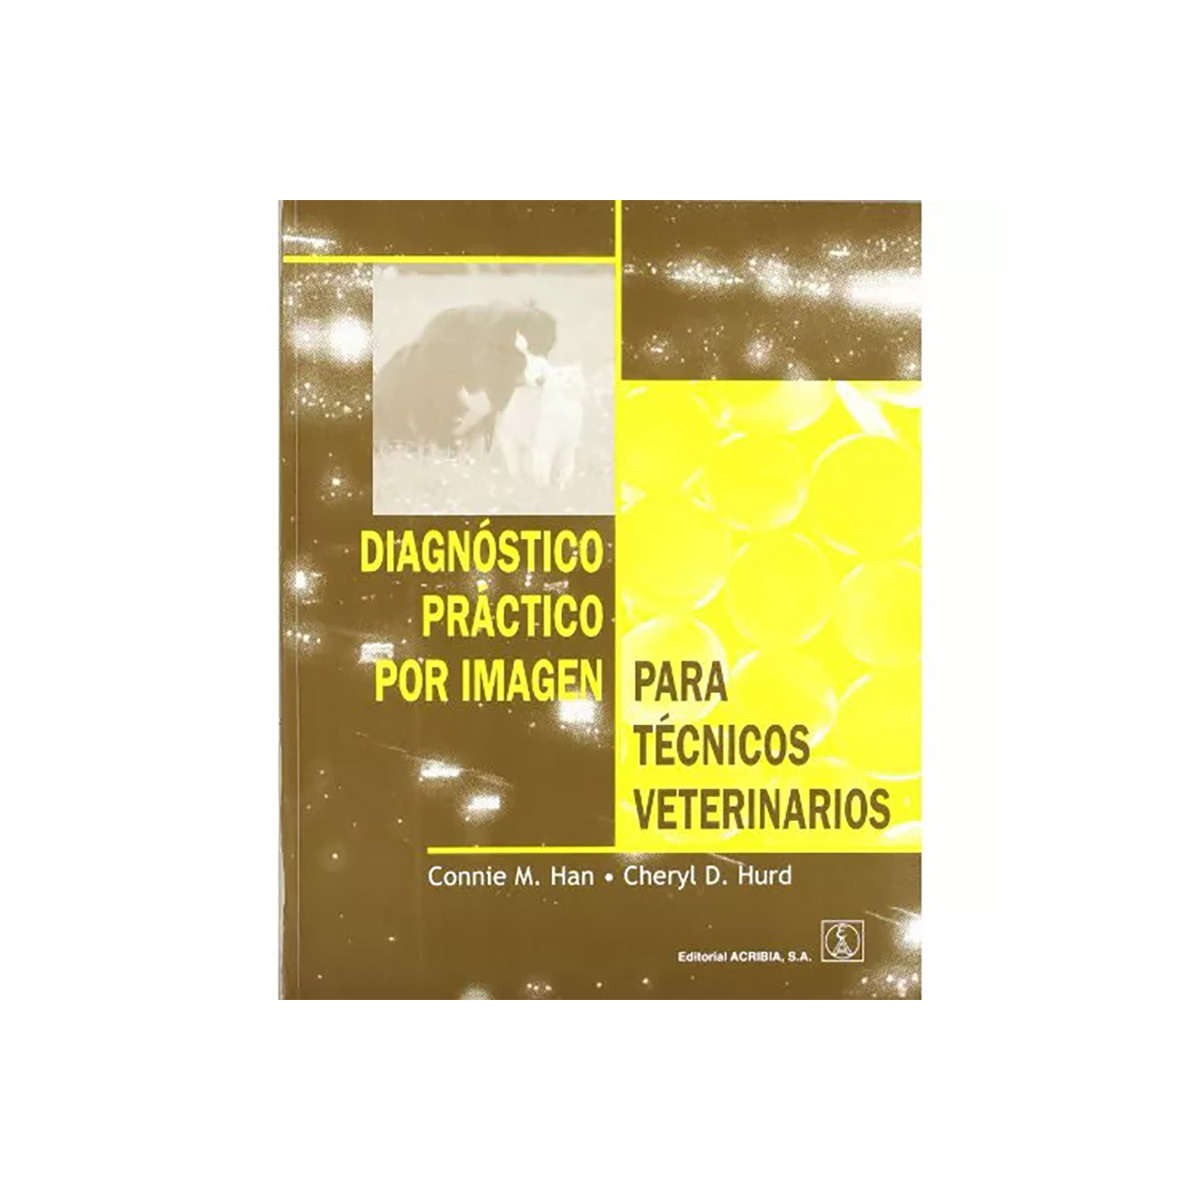 DIAGNÓSTICO
PRÁCTICO
POR IMAGEN
PARA
TÉCNICOS
VETERINARIOS
Connie M. Han • Cheryl D. Hurd
Editorial ACRIBIA, S.A.